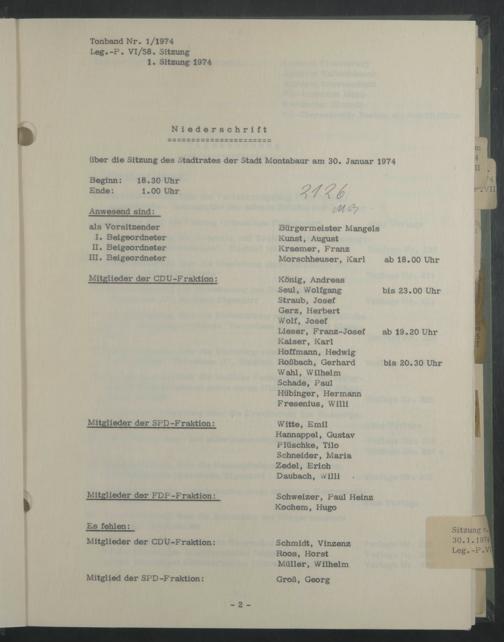 Tonband Nr. 1/1974
Leg.-P. VI/58. Sitzung
1. Sitzung 1974
Niederschrift
über die Sitzung des Stadtrates der Stadt Montabaur am 30. Januar 1974
Beginn: 18.30 Uhr
Ende: 1.00 Uhr
2126
Anwesend sind:
als Vorsitzender Bürgermeister Mangels
I. Beigeordneter Kunst, August
II. Beigeordneter Kraemer, Franz
III. Beigeordneter Morschheuser, Karl ab 18.00 Uhr
Mitglieder der CDU-Fraktion: König, Andreas
Seul, Wolfgang bis 23.00 Uhr
Straub, Josef
Gerz, Herbert
Wolf, Josef
Lieser, Franz-Josef ab 19.20 Uhr
Kaiser, Karl
Hoffmann, Hedwig
Roßbach, Gerhard bis 20.30 Uhr
Wahl, Wilhelm
Schade, Paul
Hübinger, Hermann
Fresenius, Willi
Mitglieder der SPD-Fraktion: Witte, Emil
Hannappel, Gustav
Plüschke, Tilo
Schneider, Maria
Zedel, Erich
Daubach, Willi
Mitglieder der FDP-Fraktion: Schweizer, Paul Heinz
Kochem, Hugo
Es fehlen:
Mitglieder der CDU-Fraktion: Schmidt, Vinzenz
Roos, Horst
Müller, Wilhelm
Mitglied der SPD-Fraktion: Groß, Georg
- 2 -
Sitzung
30.1.197
Leg.-P.VI